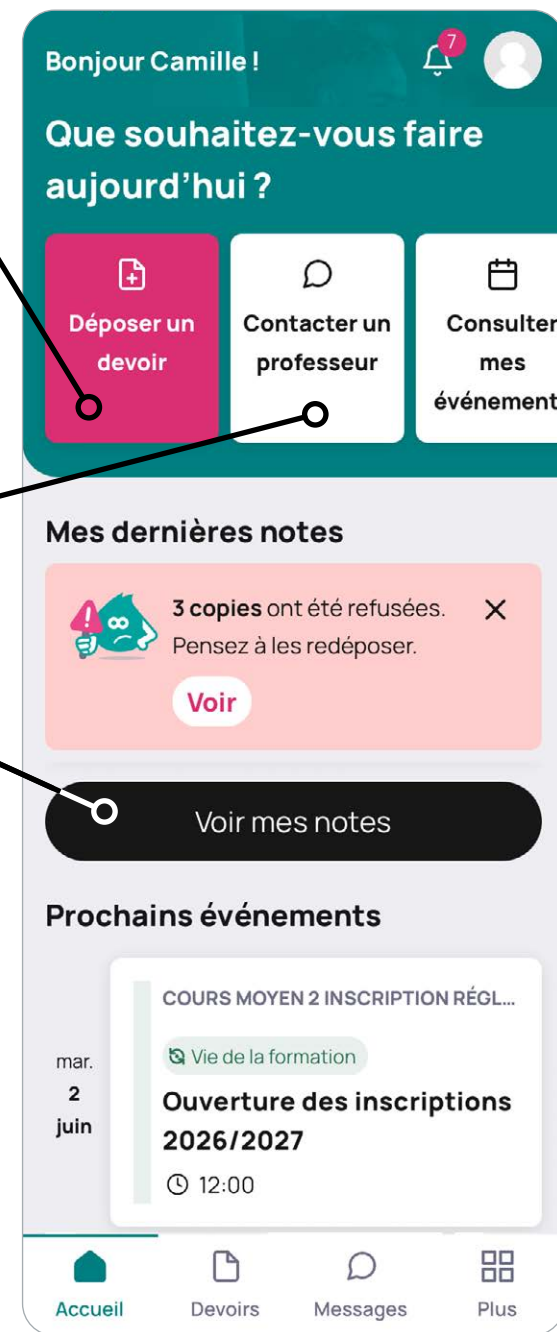 Bonjour Camille !
7
Que souhaitez-vous faire
aujourd'hui ?
Déposer un
devoir
Contacter un
professeur
Consulter
mes
événement
Mes dernières notes
3 copies ont été refusées.
Pensez à les redéposer.
Voir
Voir mes notes
Prochains événements
mar.
2
juin
COURS MOYEN 2 INSCRIPTION RÉGL...
Vie de la formation
Ouverture des inscriptions
2026/2027
12:00
Accueil
Devoirs
Messages
Plus